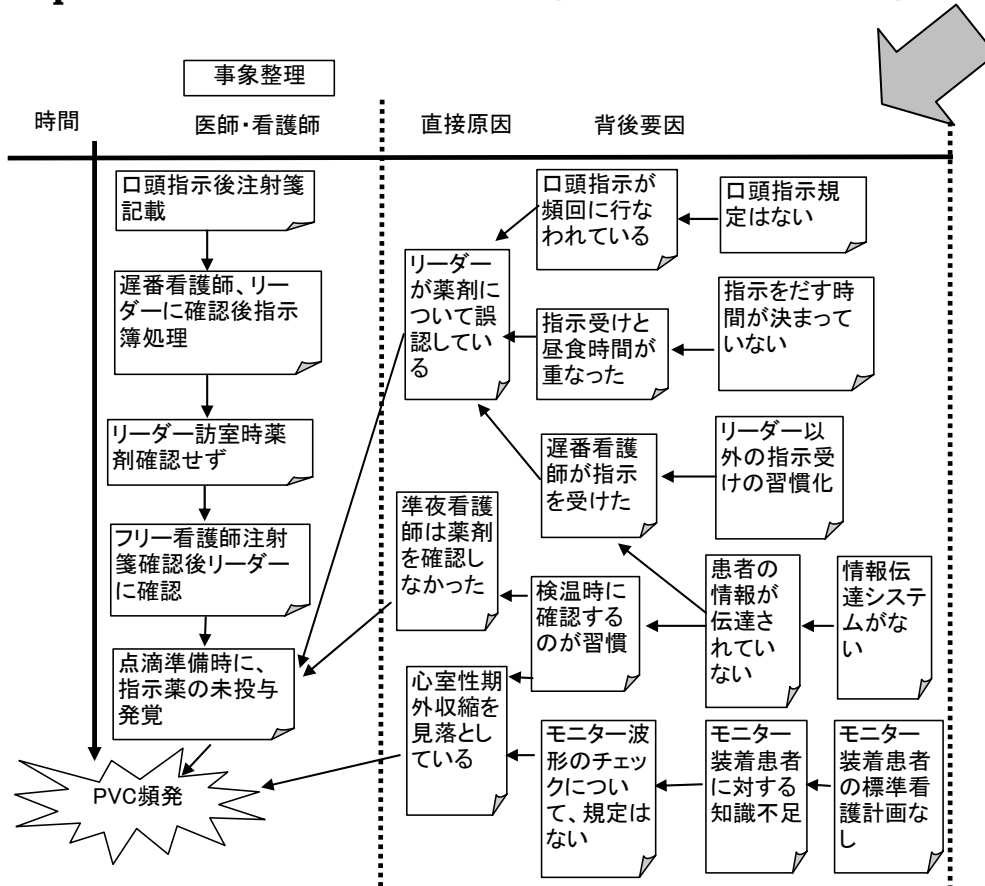 事象整理
時間
医師・看護師
直接原因
背後要因
口頭指示後注射箋
記載
遅番看護師、リー
ダーに確認後指示
簿処理
リーダー訪室時薬
剤確認せず
フリー看護師注射
箋確認後リーダー
に確認
点滴準備時に、
指示薬の未投与
発覚
PVC頻発
リーダー
が薬剤に
ついて誤
認してい
る
準夜看護
師は薬剤
を確認し
なかった
心室性期
外収縮を
見落とし
ている
口頭指示が
頻回に行な
われている
口頭指示規
定はない
指示受けと
昼食時間が
重なった
指示をだす時
間が決まって
いない
遅番看護
師が指示
を受けた
リーダー以
外の指示受
けの習慣化
検温時に
確認する
のが習慣
患者の
情報が
伝達さ
れてい
ない
情報伝
達システ
ムがな
い
モニター波
形のチェッ
クについ
て、規定は
ない
モニター
装着患者
に対する
知識不足
モニター
装着患者
の標準看
護計画な
し